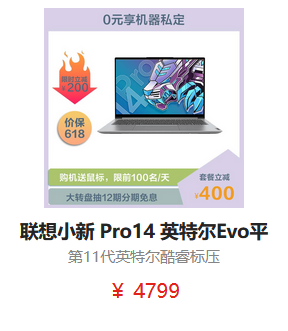 0元享机器私定
限时立减
¥200
价保
618
Pro14
购机送鼠标，限前100名/天
大转盘抽12期分期免息
套餐立减
¥400
联想小新 Pro14 英特尔Evo平
第11代英特尔酷睿标压
¥ 4799